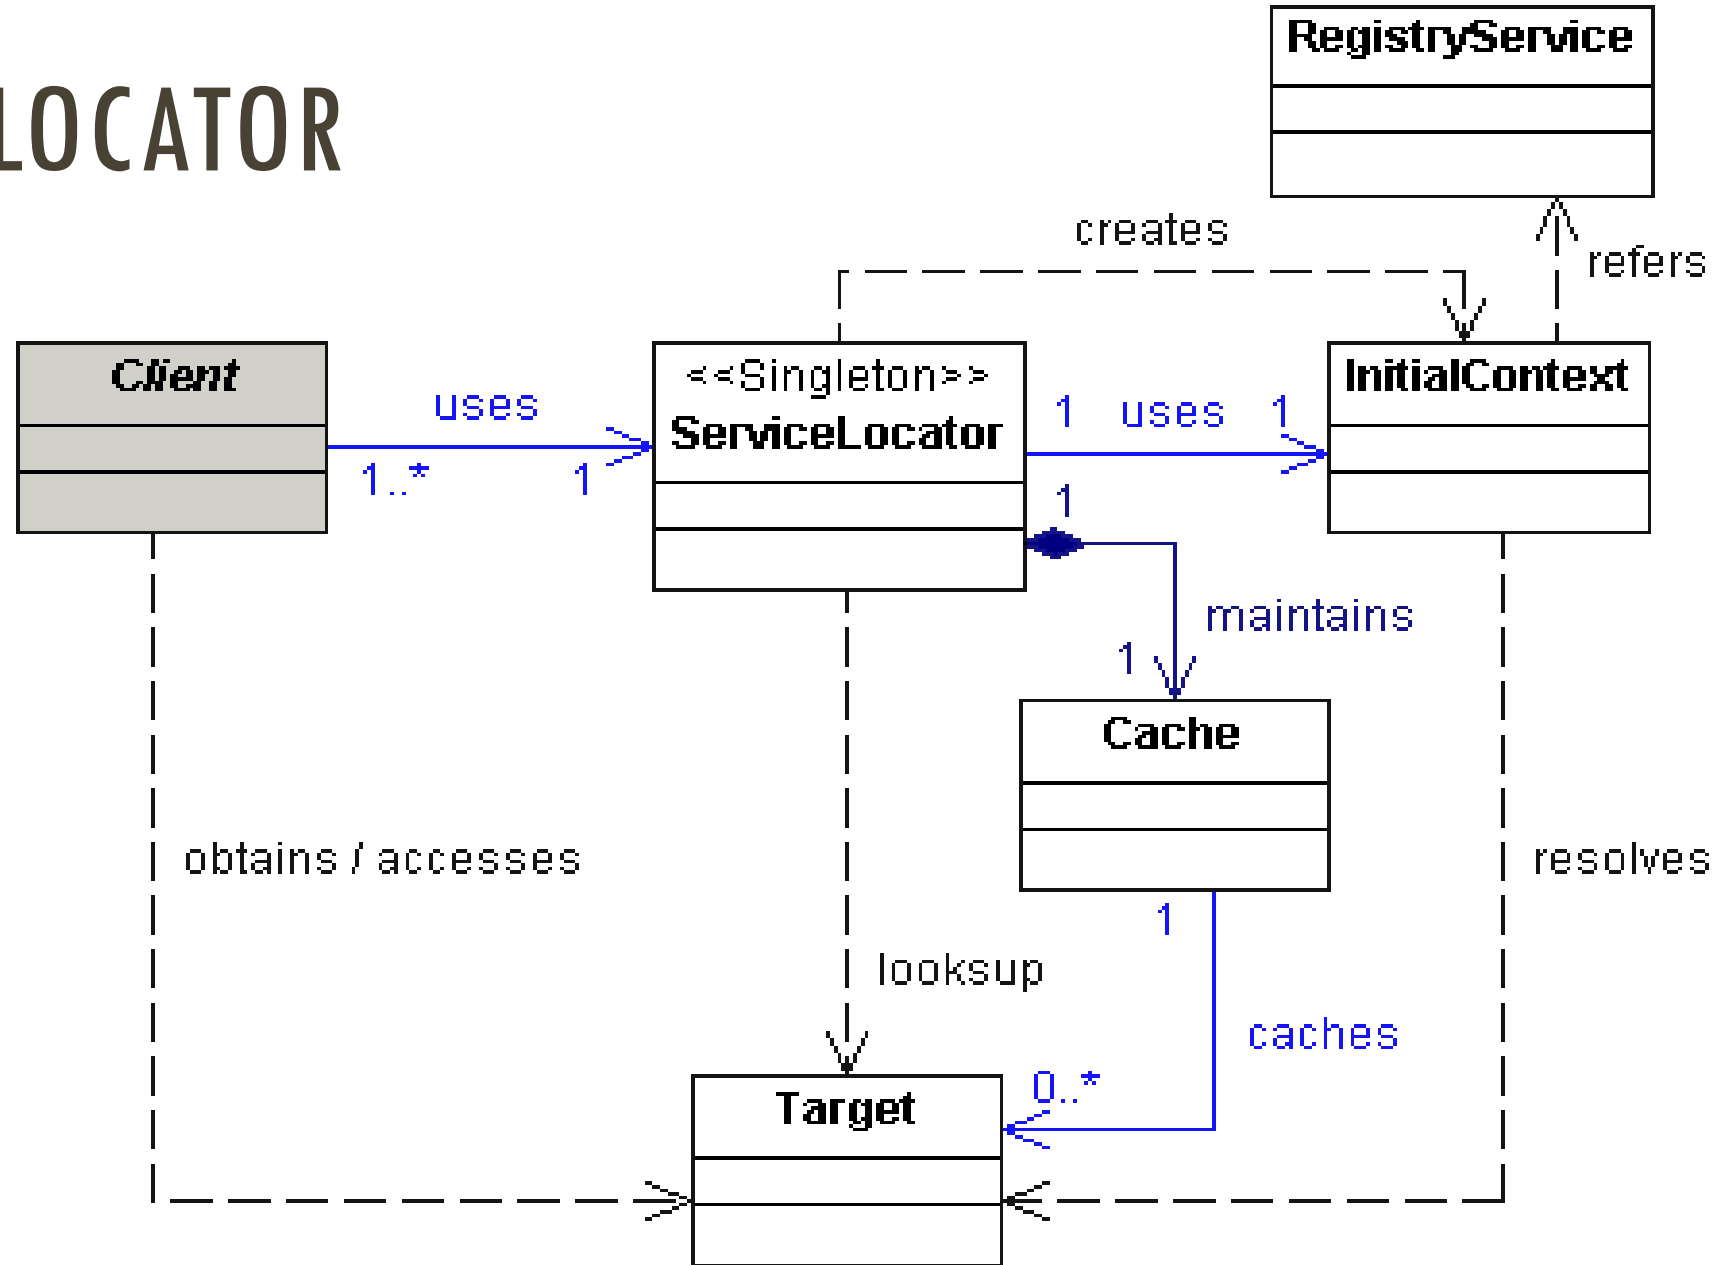 LOCATOR
RegistryService
creates
refers
Client
uses
1..*
1
<<Singleton>>
ServiceLocator
1 uses 1
InitialContext
1
maintains
1
Cache
obtains / accesses
resolves
1
looksup
caches
0..*
Target